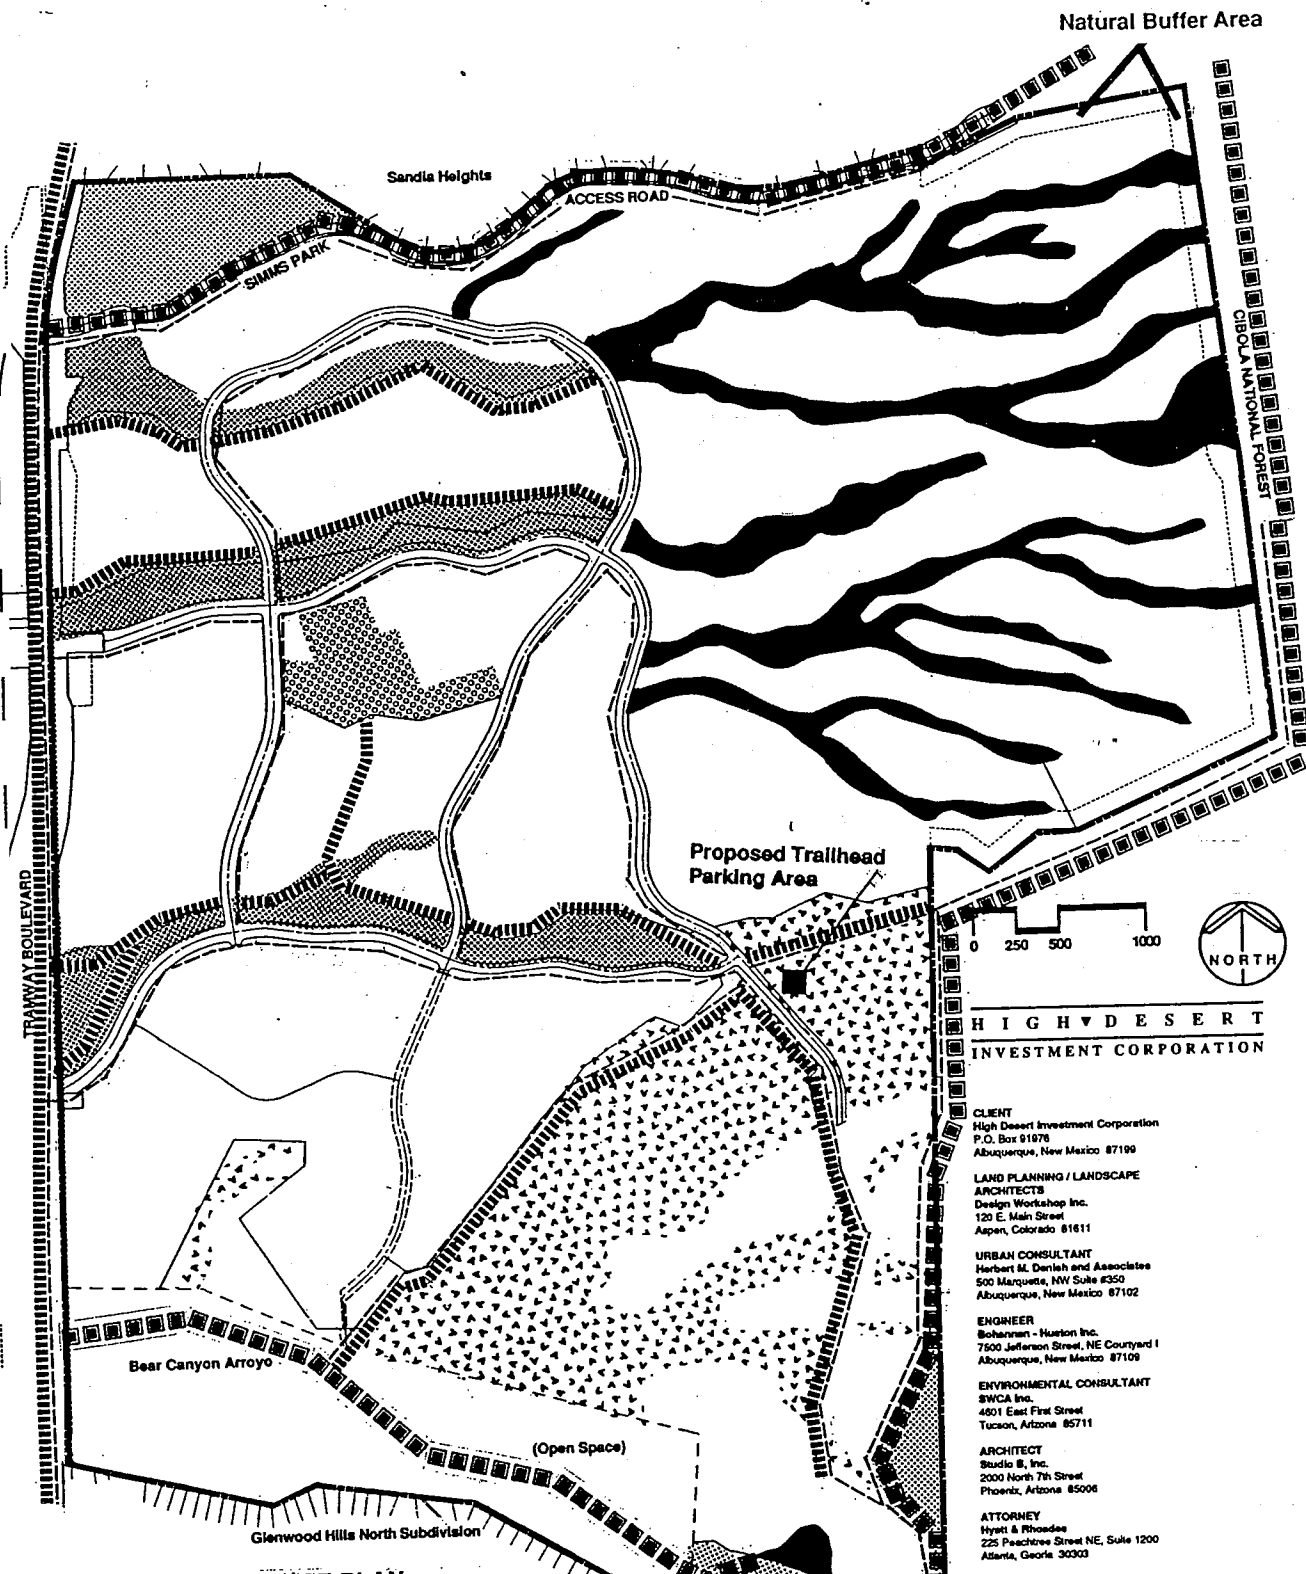 Natural Buffer Area
Sandia Heights
ACCESS ROAD
SIMMS PARK
CIBOLA NATIONAL FOREST
TRAMWAY BOULEVARD
Proposed Trailhead
Parking Area
0 250 500 1000
NORTH
HIGH▼DESERT
INVESTMENT CORPORATION
CLIENT
High Desert Investment Corporation
P.O. Box 91976
Albuquerque, New Mexico 87199
LAND PLANNING / LANDSCAPE
ARCHITECTS
Design Workshop Inc.
120 E. Main Street
Aspen, Colorado 81611
URBAN CONSULTANT
Herbert M. Denish and Associates
500 Marquette, NW Suite #350
Albuquerque, New Mexico 87102
ENGINEER
Bohannan - Huston Inc.
7500 Jefferson Street, NE Courtyard I
Albuquerque, New Mexico 87109
ENVIRONMENTAL CONSULTANT
SWCA Inc.
4601 East First Street
Tucson, Arizona 85711
ARCHITECT
Studio B, Inc.
2000 North 7th Street
Phoenix, Arizona 85006
ATTORNEY
Hyatt & Rhoades
225 Peachtree Street NE, Suite 1200
Atlanta, Georia 30303
Bear Canyon Arroyo
(Open Space)
Glenwood Hills North Subdivision